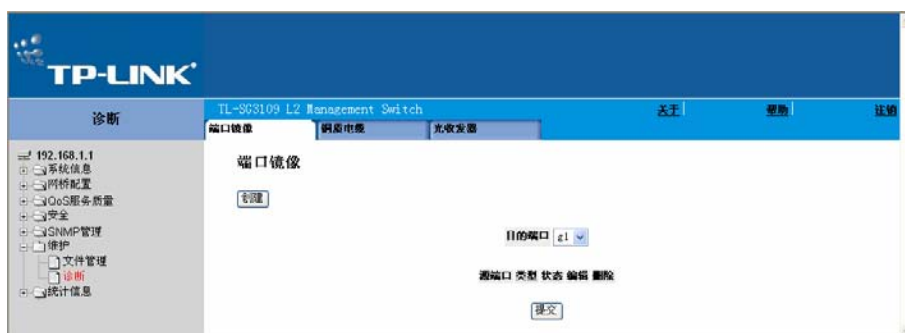 TP-LINK
诊断
TL-SG3109 L2 Management Switch
关于
帮助
注销
端口镜像
铜质电缆
光收发器
192.168.1.1
系统信息
网桥配置
QoS服务质量
安全
SNMP管理
维护
文件管理
诊断
统计信息
端口镜像
创建
目的端口 g1
源端口 类型 状态 编辑 删除
提交